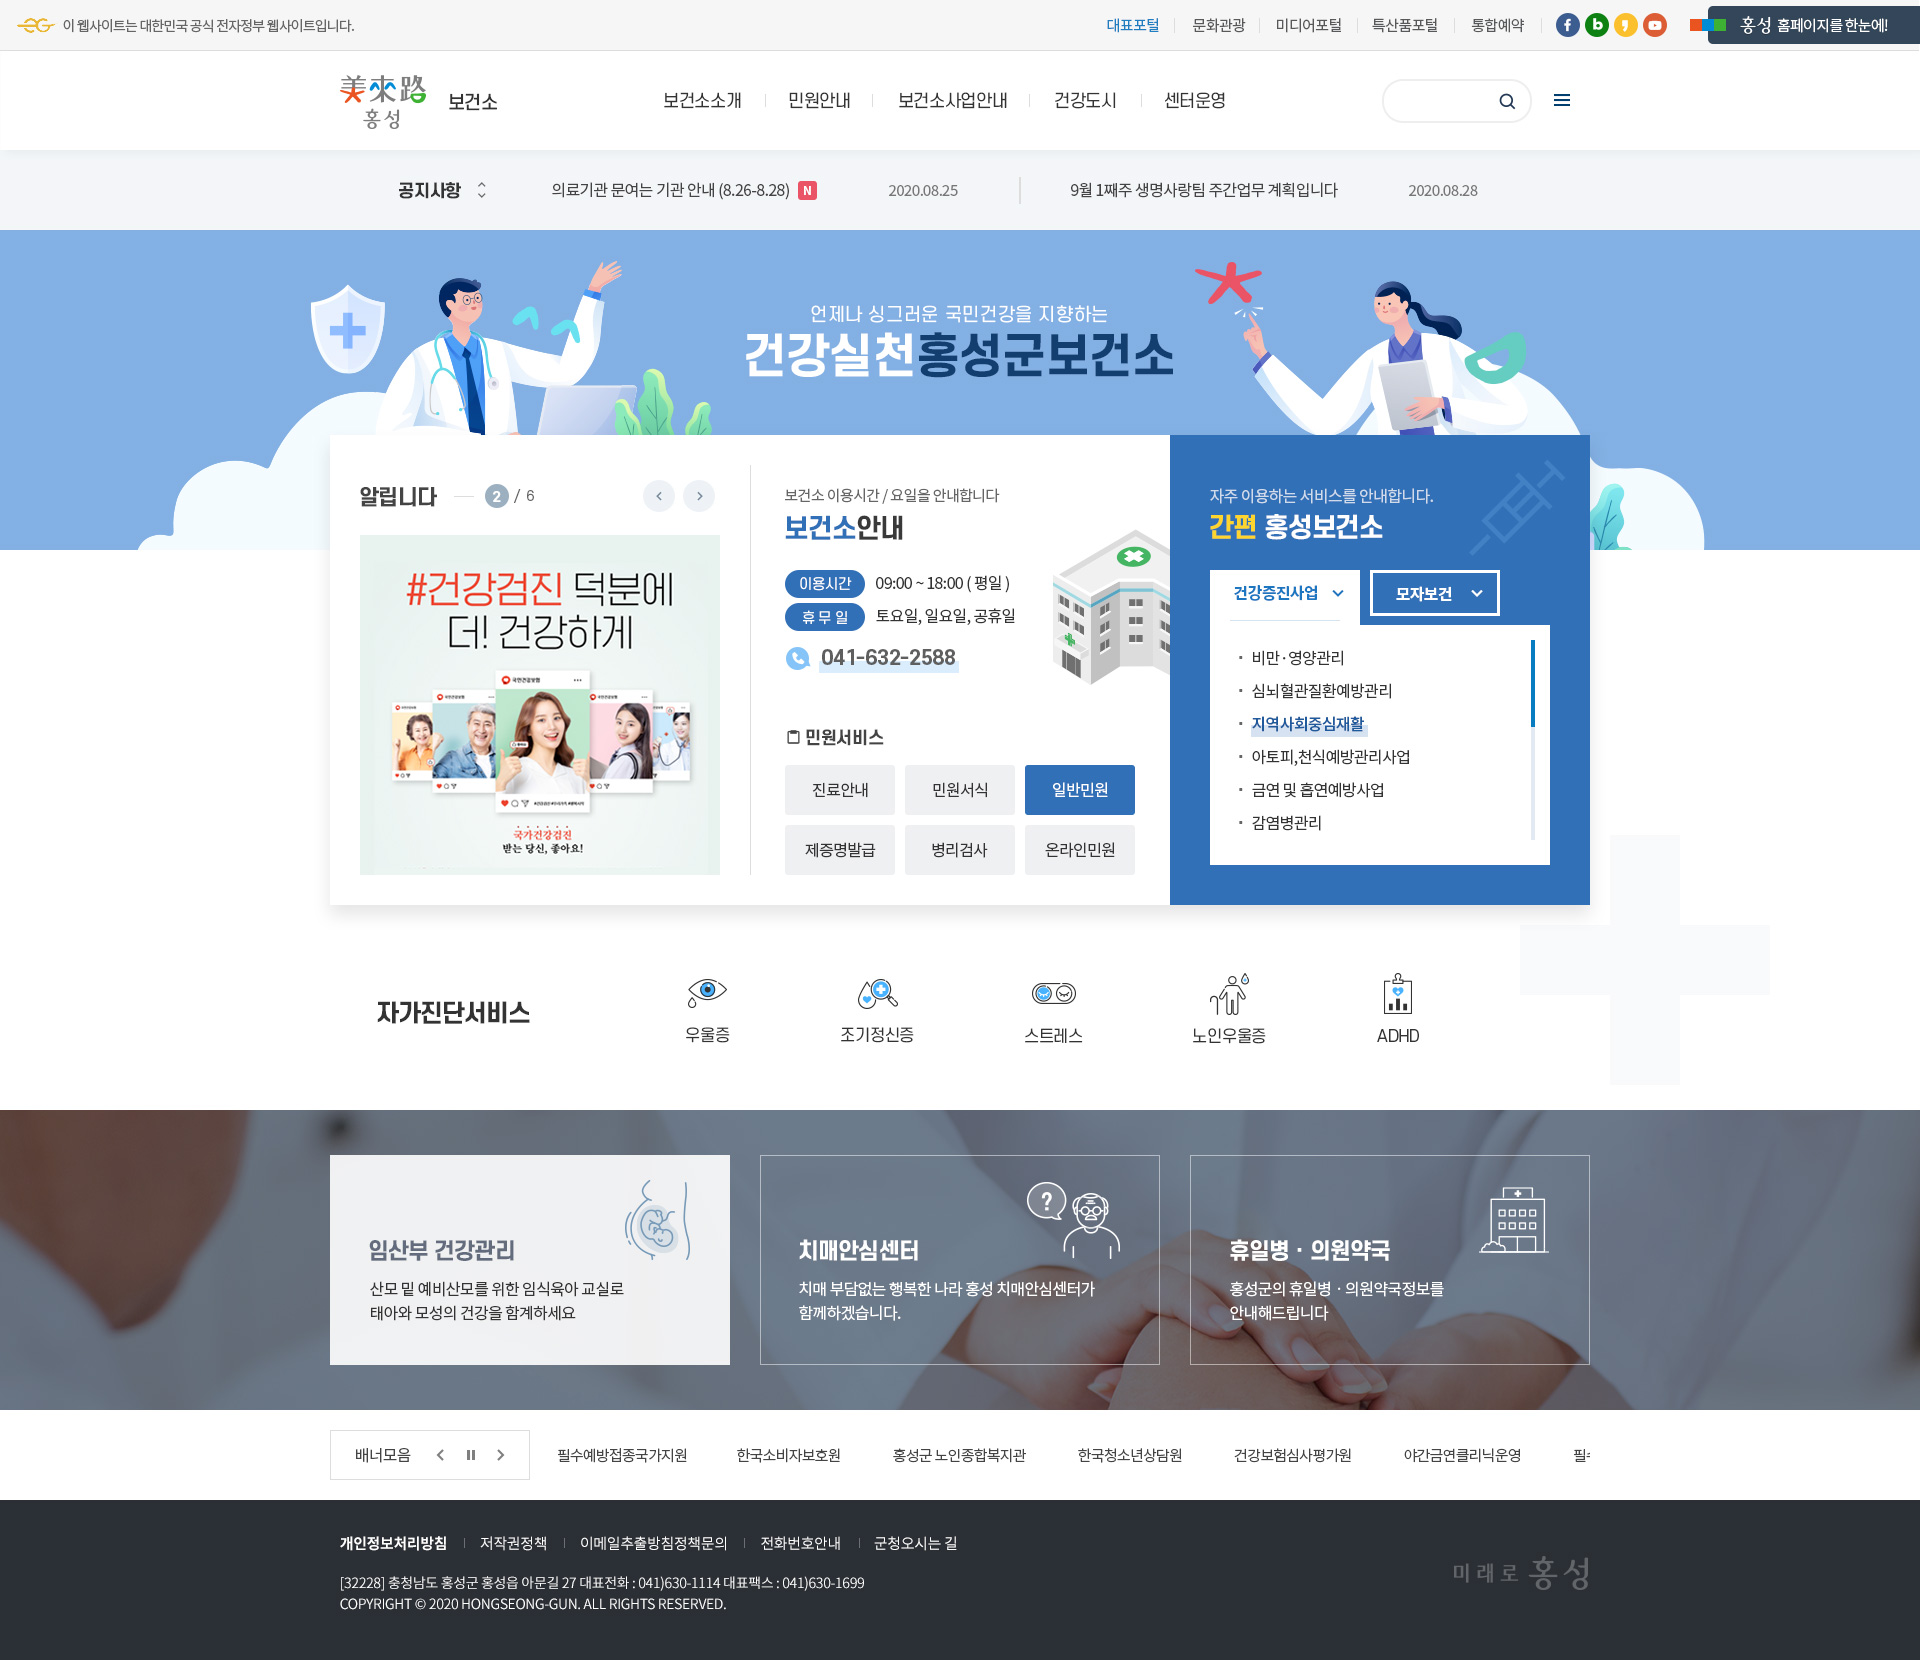 이 웹사이트는 대한민국 공식 전자정부 웹사이트입니다.
대표포털
문화관광
미디어포털
특산품포털
통합예약
홍성 홈페이지를 한눈에!
美來路
홍성
보건소
보건소소개
민원안내
보건소사업안내
건강도시
센터운영
공지사항
의료기관 문여는 기관 안내 (8.26-8.28) N
2020.08.25
9월 1째주 생명사랑팀 주간업무 계획입니다
2020.08.28
언제나 싱그러운 국민건강을 지향하는
건강실천홍성군보건소
알립니다
2 / 6
#건강검진 덕분에
더! 건강하게
국민건강보험
국가건강검진
받는 당신, 좋아요!
보건소 이용시간 / 요일을 안내합니다
보건소안내
이용시간 09:00 ~ 18:00 ( 평일 )
휴 무 일 토요일, 일요일, 공휴일
041-632-2588
민원서비스
진료안내
민원서식
일반민원
제증명발급
병리검사
온라인민원
자주 이용하는 서비스를 안내합니다.
간편 홍성보건소
건강증진사업
모자보건
· 비만·영양관리
· 심뇌혈관질환예방관리
· 지역사회중심재활
· 아토피,천식예방관리사업
· 금연 및 흡연예방사업
· 감염병관리
자가진단서비스
우울증
조기정신증
스트레스
노인우울증
ADHD
임산부 건강관리
산모 밑 예비산모를 위한 임식육아 교실로
태아와 모성의 건강을 함계하세요
?
치매안심센터
치매 부담없는 행복한 나라 홍성 치매안심센터가
함께하겠습니다.
휴일병 · 의원약국
홍성군의 휴일병 · 의원약국정보를
안내해드립니다
배너모음
필수예방접종국가지원
한국소비자보호원
홍성군 노인종합복지관
한국청소년상담원
건강보험심사평가원
야간금연클리닉운영
개인정보처리방침
저작권정책
이메일추출방침정책문의
전화번호안내
군청오시는 길
[32228] 충청남도 홍성군 홍성읍 아문길 27 대표전화 : 041)630-1114 대표팩스 : 041)630-1699
COPYRIGHT © 2020 HONGSEONG-GUN. ALL RIGHTS RESERVED.
미래로 홍성